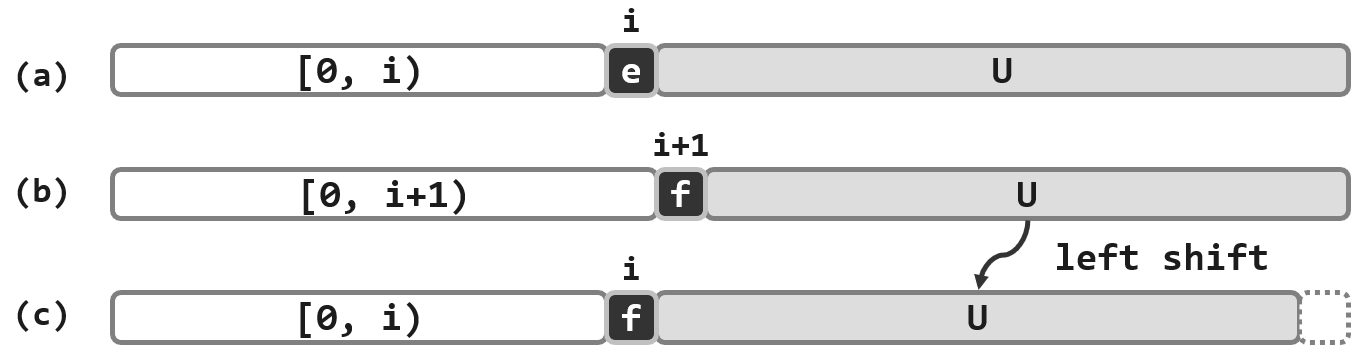 i
(a) [0, i) e U
i+1
(b) [0, i+1) f U
left shift
i
(c) [0, i) f U